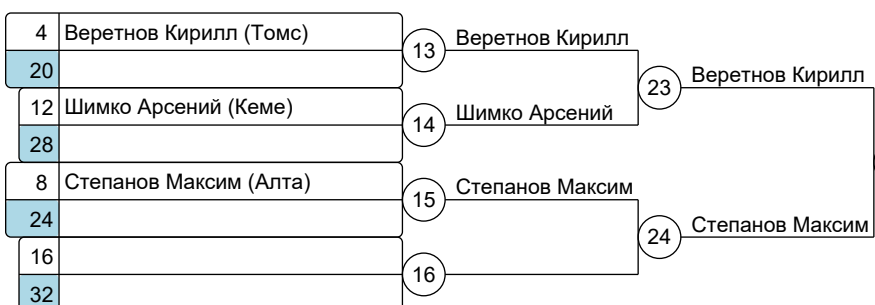 4 Веретнов Кирилл (Томс)
20
12 Шимко Арсений (Кеме)
28
8 Степанов Максим (Алта)
24
16
32
13 Веретнов Кирилл
14 Шимко Арсений
15 Степанов Максим
16
23 Веретнов Кирилл
24 Степанов Максим